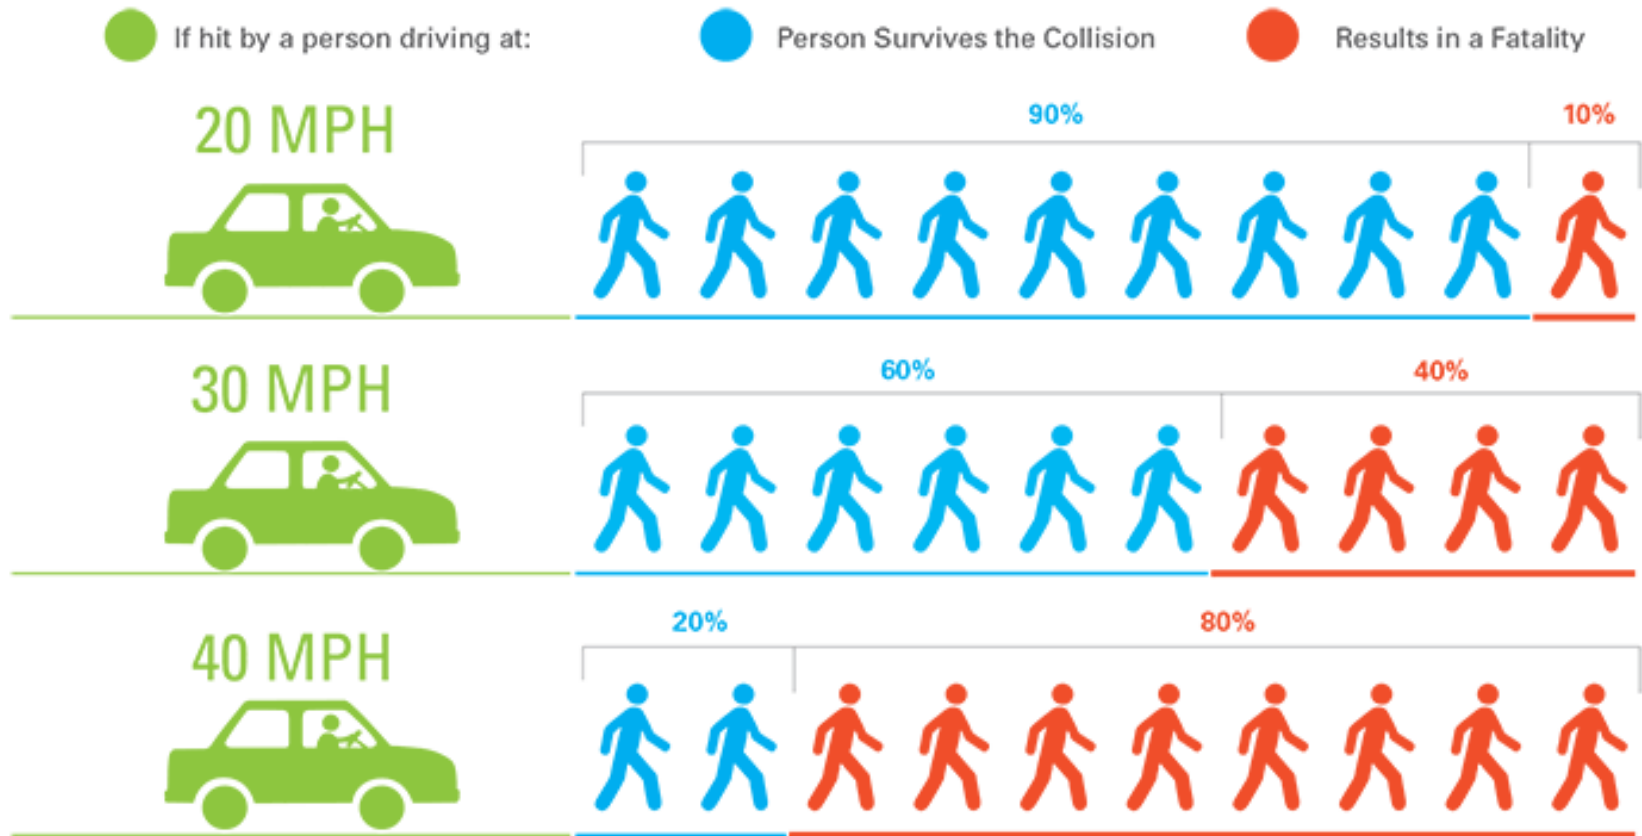 If hit by a person driving at:
Person Survives the Collision
Results in a Fatality
20 MPH
90%
10%
30 MPH
60%
40%
40 MPH
20%
80%